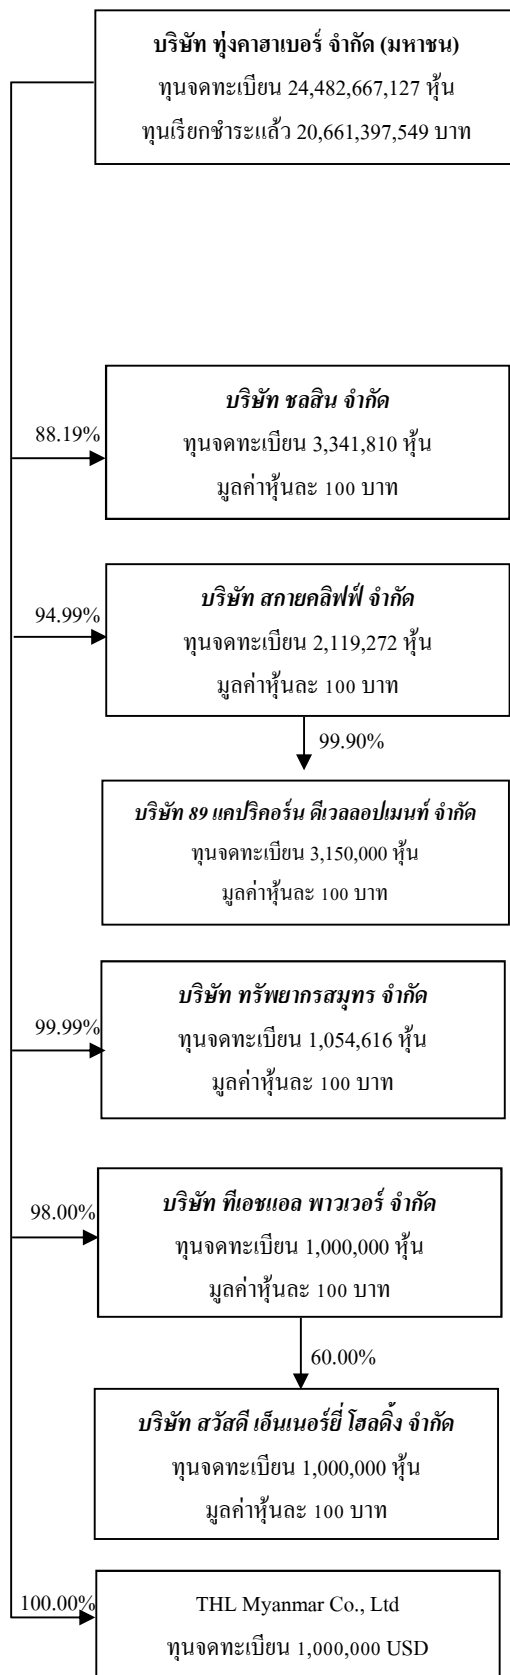 บริษัท ทุ่งคาฮาเบอร์ จำกัด (มหาชน)
ทุนจดทะเบียน 24,482,667,127 หุ้น
ทุนเรียกชำระแล้ว 20,661,397,549 บาท
88.19%
บริษัท ชลสิน จำกัด
ทุนจดทะเบียน 3,341,810 หุ้น
มูลค่าหุ้นละ 100 บาท
94.99%
บริษัท สกายคลิฟฟ์ จำกัด
ทุนจดทะเบียน 2,119,272 หุ้น
มูลค่าหุ้นละ 100 บาท
99.90%
บริษัท 89 แคปริคอร์น ดีเวลลอปเมนท์ จำกัด
ทุนจดทะเบียน 3,150,000 หุ้น
มูลค่าหุ้นละ 100 บาท
99.99%
บริษัท ทรัพยากรสมุทร จำกัด
ทุนจดทะเบียน 1,054,616 หุ้น
มูลค่าหุ้นละ 100 บาท
98.00%
บริษัท ทีเอชแอล พาวเวอร์ จำกัด
ทุนจดทะเบียน 1,000,000 หุ้น
มูลค่าหุ้นละ 100 บาท
60.00%
บริษัท สวัสดี เอ็นเนอร์ยี่ โฮลดิ้ง จำกัด
ทุนจดทะเบียน 1,000,000 หุ้น
มูลค่าหุ้นละ 100 บาท
100.00%
THL Myanmar Co., Ltd
ทุนจดทะเบียน 1,000,000 USD